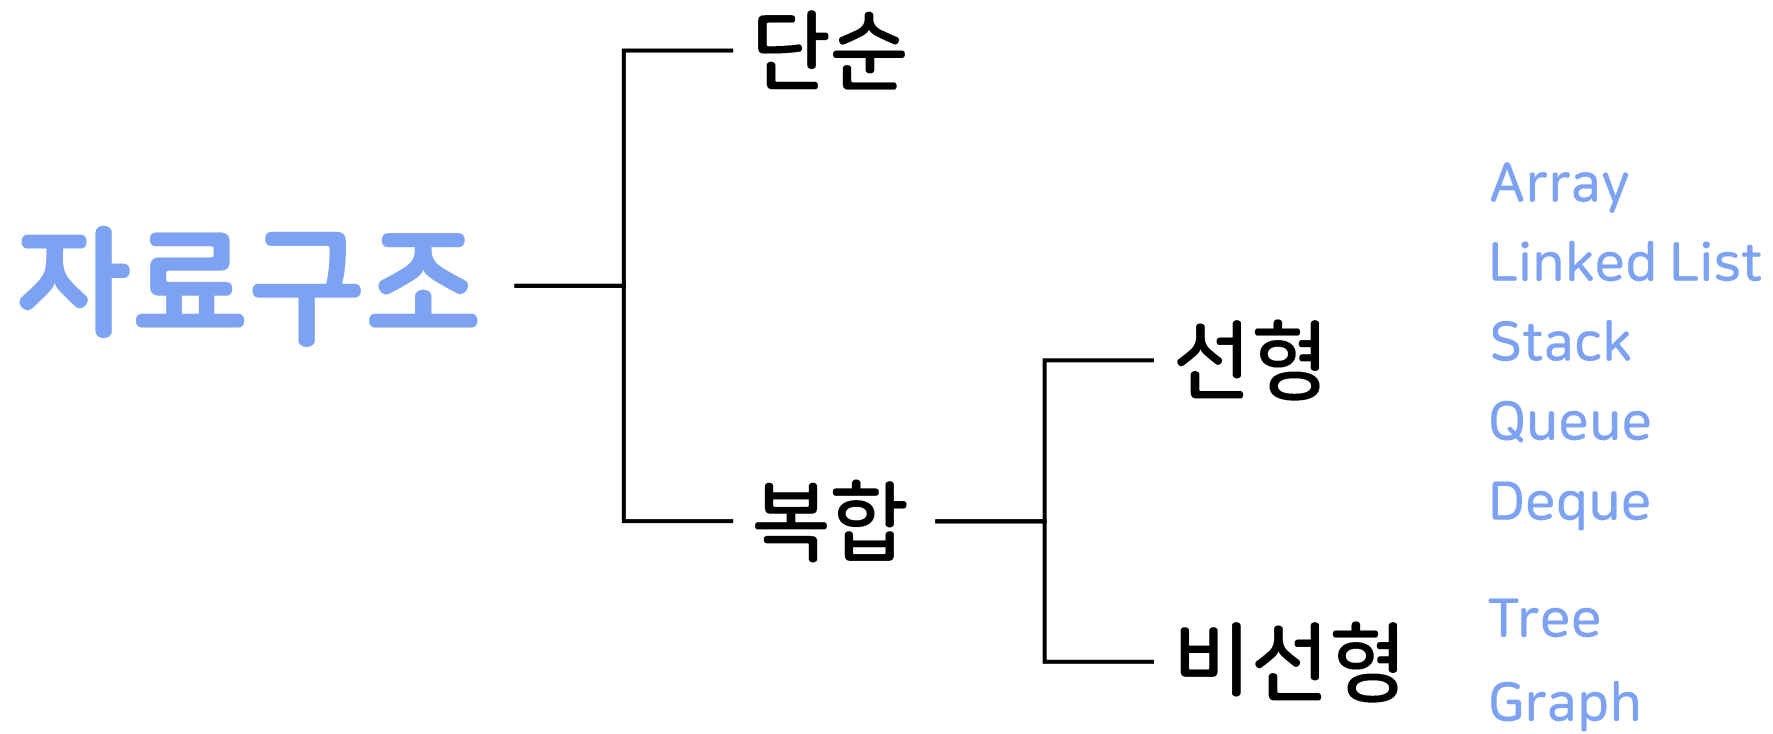 자료구조
단순
복합
선형
Array
Linked List
Stack
Queue
Deque
비선형
Tree
Graph